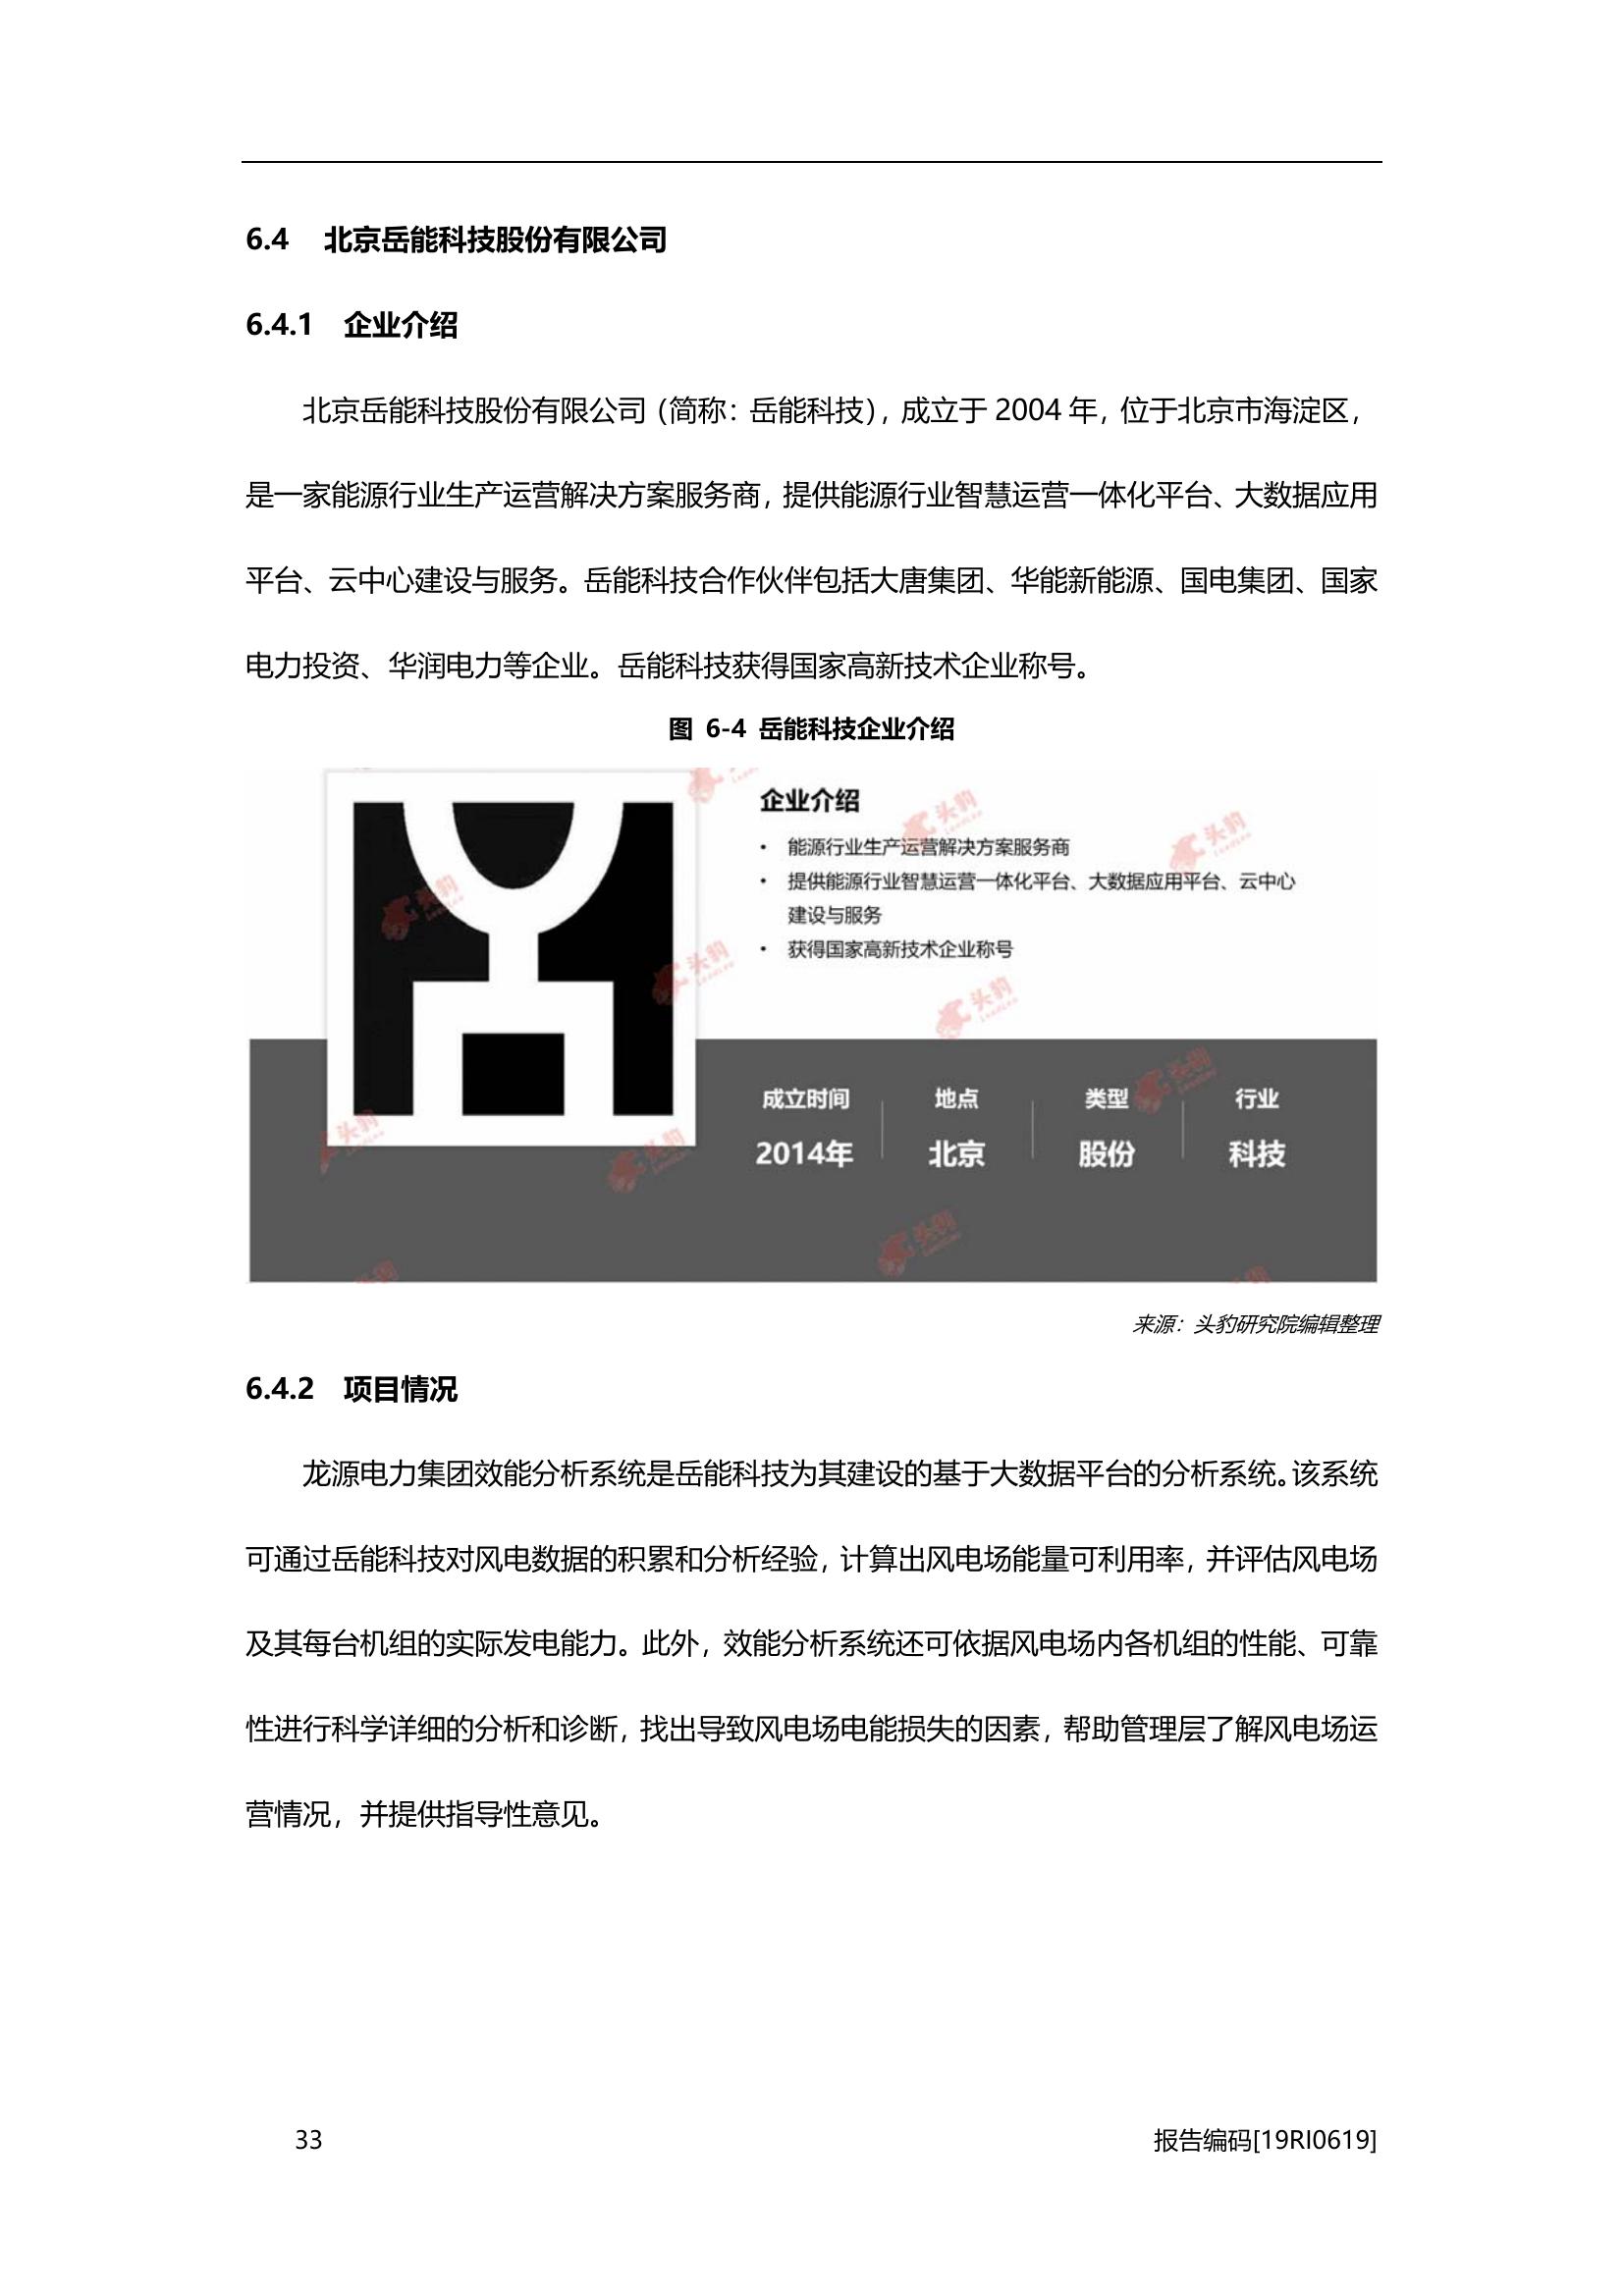 6.4 北京岳能科技股份有限公司
6.4.1 企业介绍
北京岳能科技股份有限公司（简称：岳能科技），成立于 2004 年，位于北京市海淀区，
是一家能源行业生产运营解决方案服务商，提供能源行业智慧运营一体化平台、大数据应用
平台、云中心建设与服务。岳能科技合作伙伴包括大唐集团、华能新能源、国电集团、国家
电力投资、华润电力等企业。岳能科技获得国家高新技术企业称号。
图 6-4 岳能科技企业介绍
企业介绍
• 能源行业生产运营解决方案服务商
• 提供能源行业智慧运营一体化平台、大数据应用平台、云中心
建设与服务
• 获得国家高新技术企业称号
成立时间 地点 类型 行业
2014年 北京 股份 科技
来源：头豹研究院编辑整理
6.4.2 项目情况
龙源电力集团效能分析系统是岳能科技为其建设的基于大数据平台的分析系统。该系统
可通过岳能科技对风电数据的积累和分析经验，计算出风电场能量可利用率，并评估风电场
及其每台机组的实际发电能力。此外，效能分析系统还可依据风电场内各机组的性能、可靠
性进行科学详细的分析和诊断，找出导致风电场电能损失的因素，帮助管理层了解风电场运
营情况，并提供指导性意见。
33 报告编码[19RI0619]